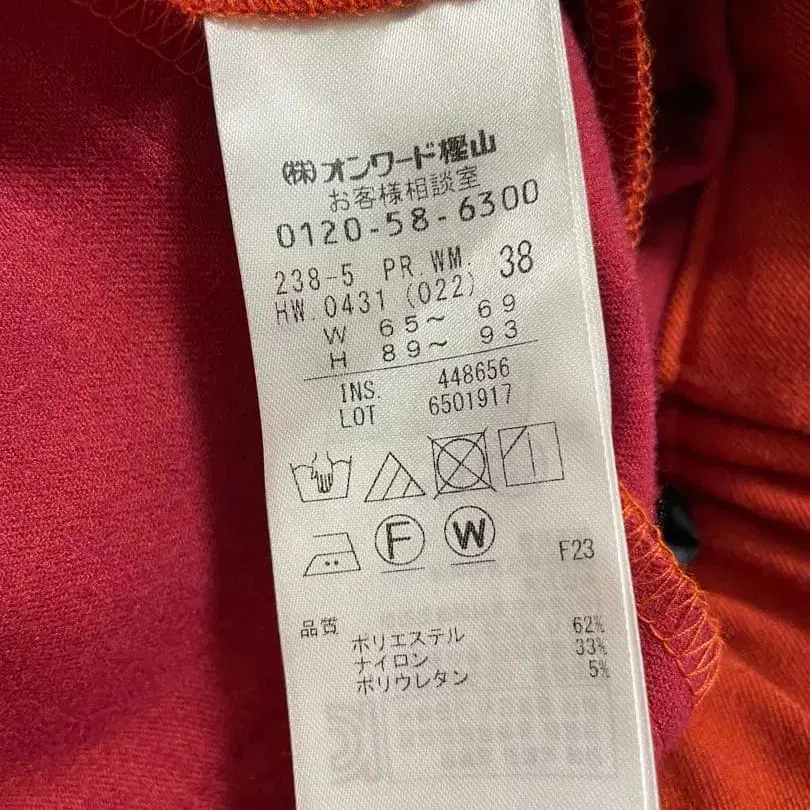 (株)オンワード樫山
お客様相談室
0120-58-6300
238-5 PR.WM. 38
HW.0431 (022)
W 65～ 69
H 89～ 93
INS. 448656
LOT 6501917
F W
F23
品質
ポリエステル 62%
ナイロン 33%
ポリウレタン 5%